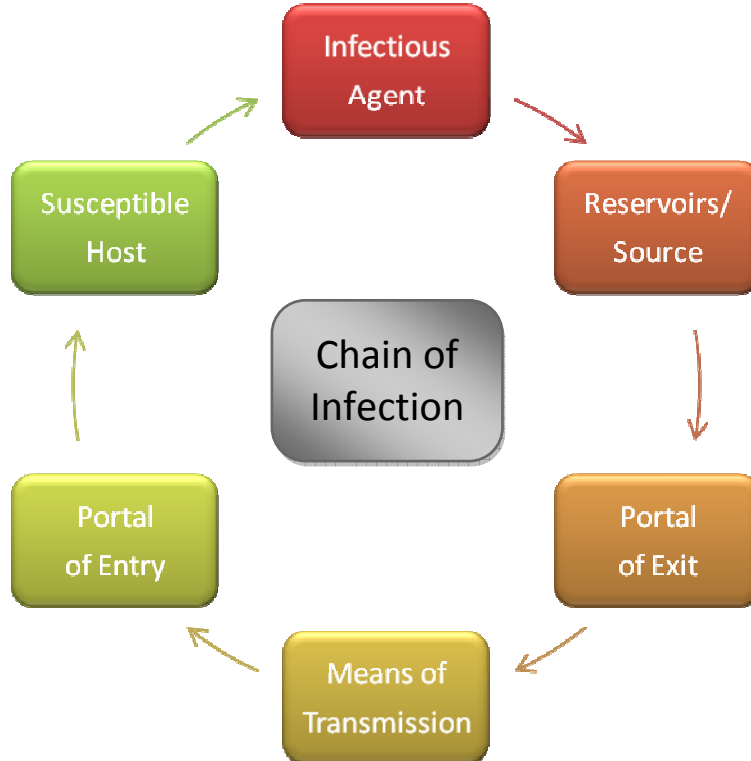 Infectious
Agent
Reservoirs/
Source
Portal
of Exit
Means of
Transmission
Portal
of Entry
Susceptible
Host
Chain of
Infection